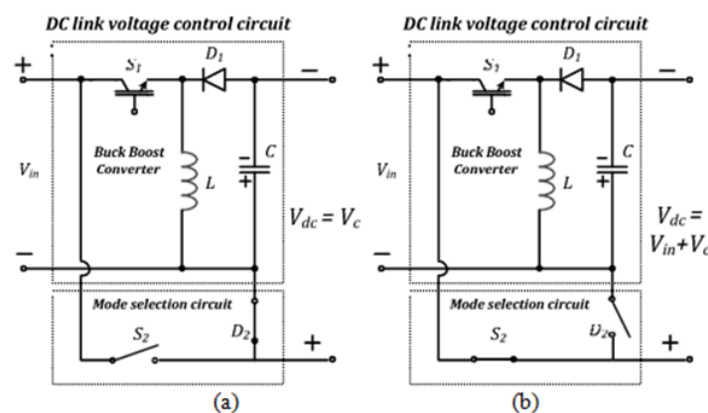 DC link voltage control circuit
+
S1
D1
−
Vin
Buck Boost
Converter
L
−
+
C
Vdc = Vc
−
Mode selection circuit
S2
D2
+
(a)
DC link voltage control circuit
+
S1
D1
−
Vin
Buck Boost
Converter
L
−
+
C
Vdc =
Vin+Vc
−
Mode selection circuit
S2
D2
+
(b)